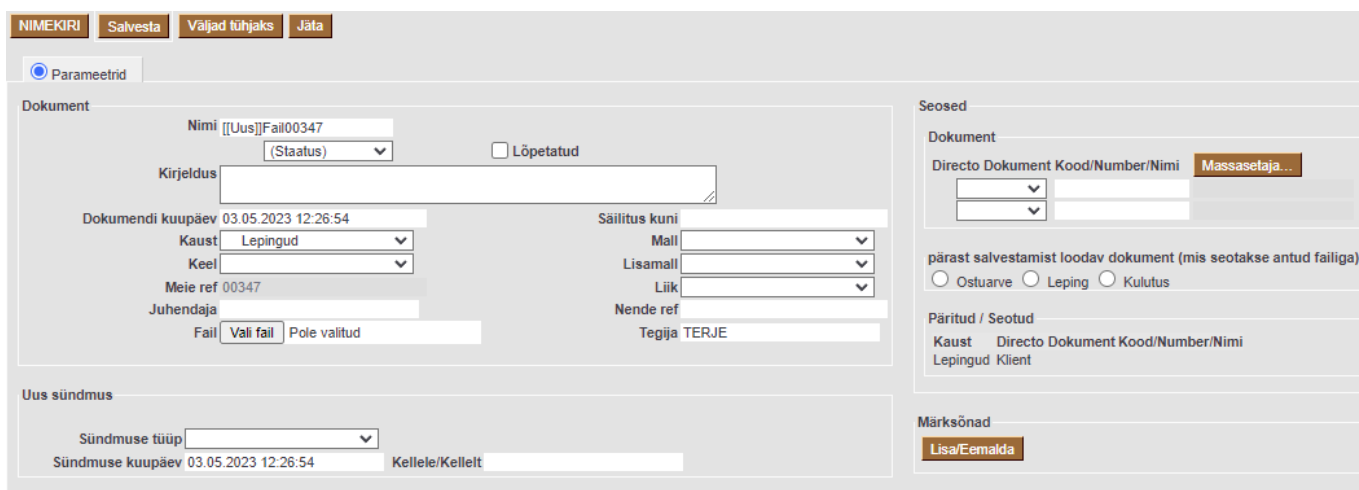 NIMEKIRI Salvesta Väljad tühjaks Jäta
Parameetrid
Dokument
Nimi [[Uus]]Fail00347
(Staatus) Lõpetatud
Kirjeldus
Dokumendi kuupäev 03.05.2023 12:26:54 Säilitus kuni
Kaust Lepingud Mall
Keel Lisamall
Meie ref 00347 Liik
Juhendaja Nende ref
Fail Vali fail Pole valitud Tegija TERJE
Uus sündmus
Sündmuse tüüp
Sündmuse kuupäev 03.05.2023 12:26:54 Kellele/Kellelt
Seosed
Dokument
Directo Dokument Kood/Number/Nimi Massasetaja...
pärast salvestamist loodav dokument (mis seotakse antud failiga)
Ostuarve Leping Kulutus
Päritud / Seotud
Kaust Directo Dokument Kood/Number/Nimi
Lepingud Klient
Märksõnad
Lisa/Eemalda